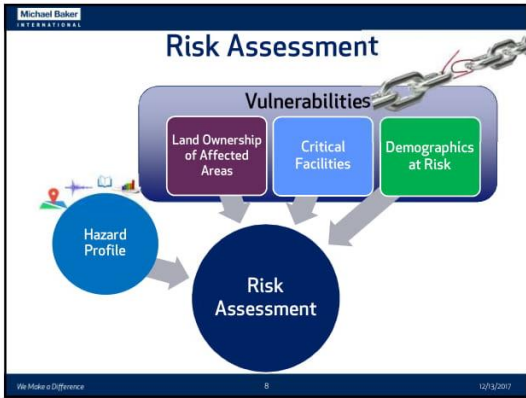 Michael Baker
INTERNATIONAL
Risk Assessment
Vulnerabilities
Land Ownership
of Affected
Areas
Critical
Facilities
Demographics
at Risk
Hazard
Profile
Risk
Assessment
We Make a Difference
8
12/13/2017